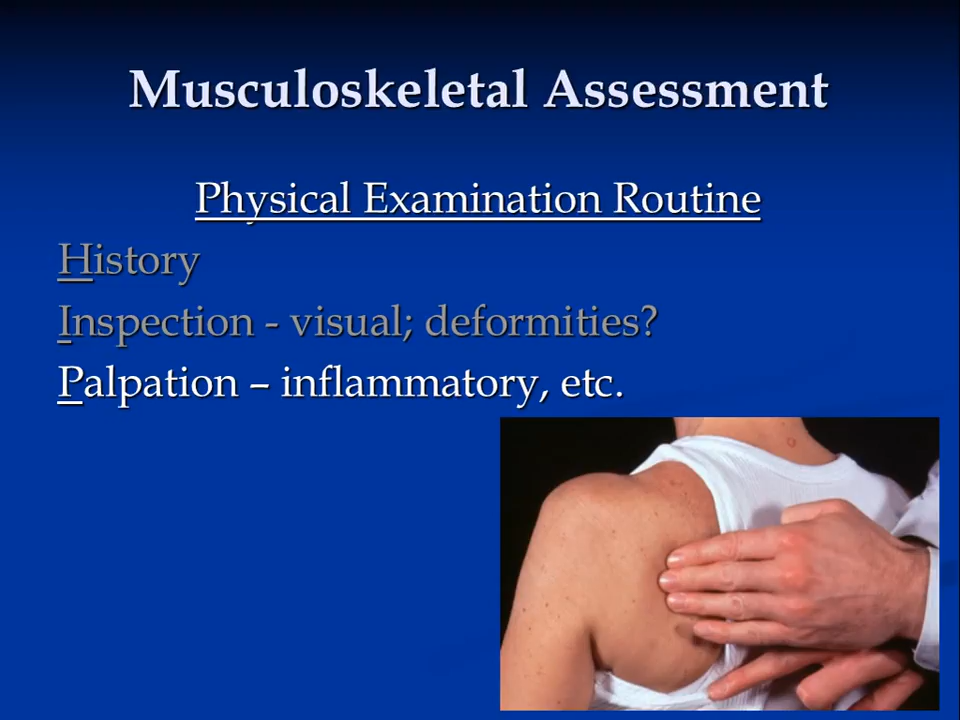 Musculoskeletal Assessment
Physical Examination Routine
History
Inspection - visual; deformities?
Palpation – inflammatory, etc.